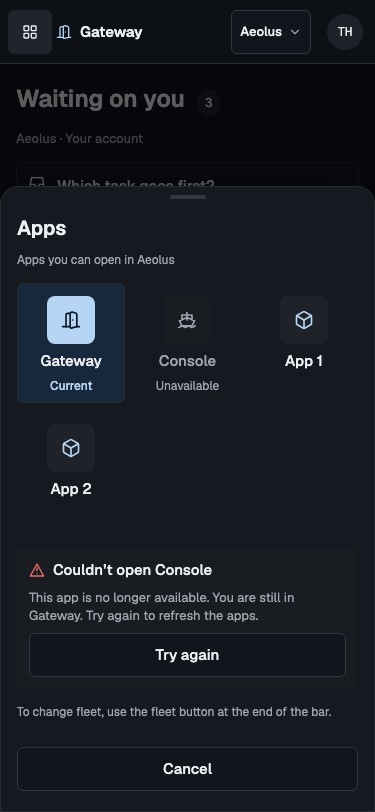 Gateway
Aeolus
TH
Waiting on you 3
Aeolus · Your account
Which task goes first?
Apps
Apps you can open in Aeolus
Gateway
Current
Console
Unavailable
App 1
App 2
Couldn’t open Console
This app is no longer available. You are still in
Gateway. Try again to refresh the apps.
Try again
To change fleet, use the fleet button at the end of the bar.
Cancel